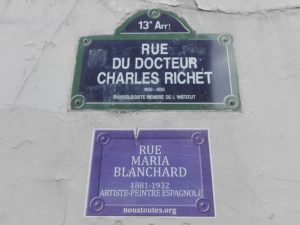 13e Arrt
RUE
DU DOCTEUR
CHARLES RICHET
1850 - 1935
PHYSIOLOGISTE MEMBRE DE L'INSTITUT
RUE
MARIA
BLANCHARD
1881-1932
ARTISTE-PEINTRE ESPAGNOLE
noustoutes.org